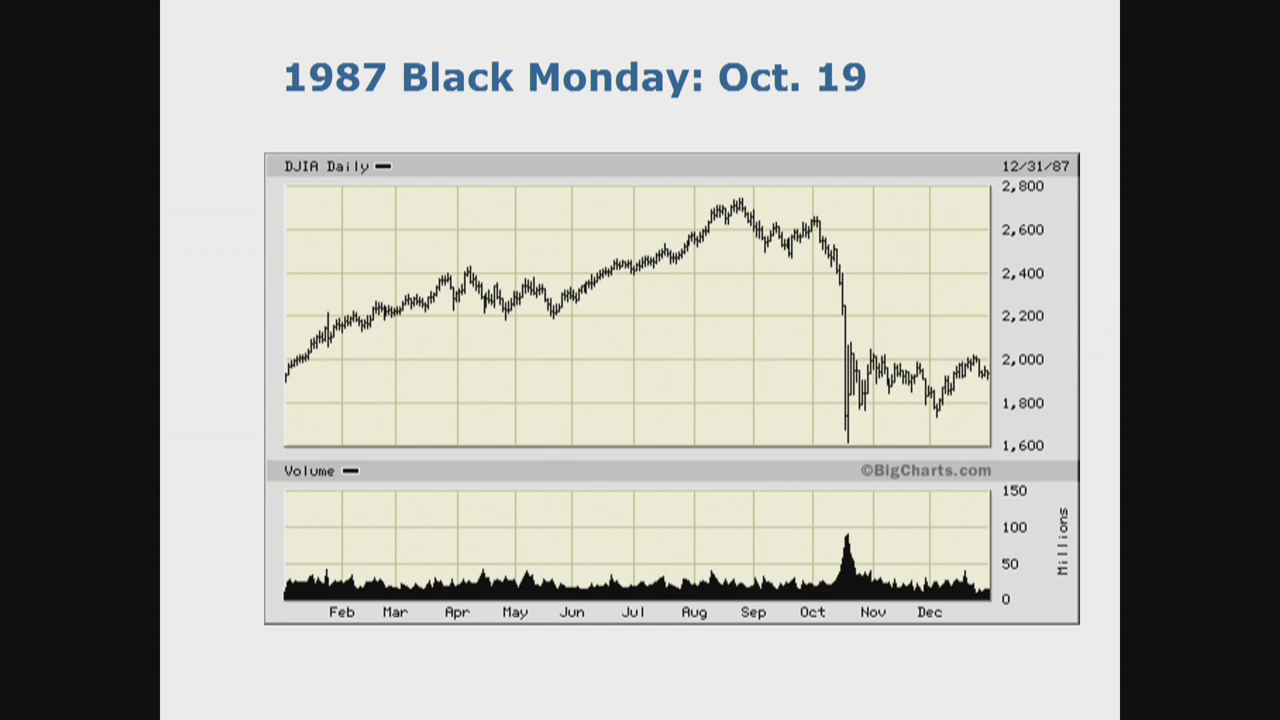 1987 Black Monday: Oct. 19
DJIA Daily
12/31/87
2,800
2,600
2,400
2,200
2,000
1,800
1,600
Volume
©BigCharts.com
150
100
50
0
Millions
Feb Mar Apr May Jun Jul Aug Sep Oct Nov Dec